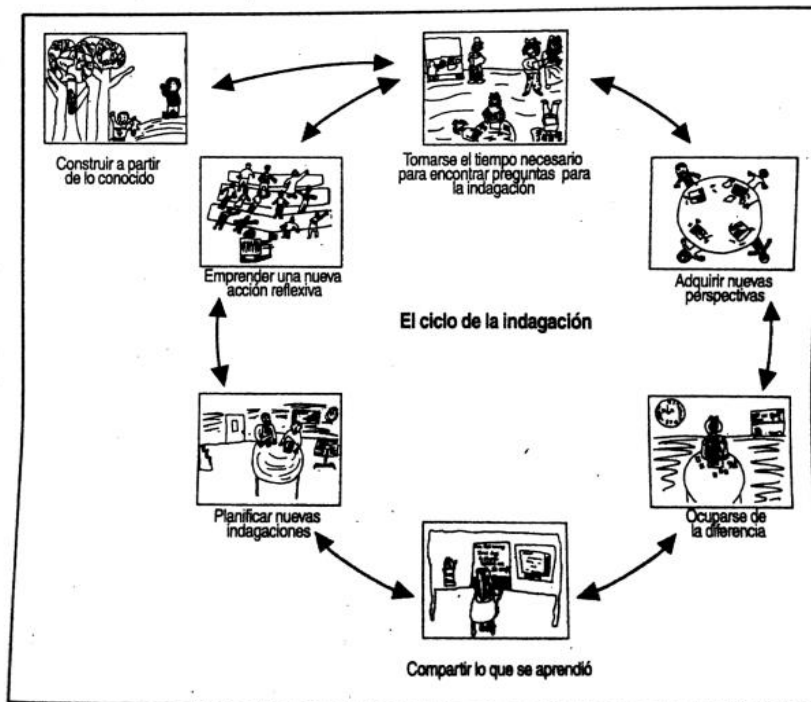 Construir a partir
de lo conocido
Tomarse el tiempo necesario
para encontrar preguntas para
la indagación
Emprender una nueva
acción reflexiva
Adquirir nuevas
perspectivas
El ciclo de la indagación
Planificar nuevas
indagaciones
Ocuparse de
la diferencia
Compartir lo que se aprendió